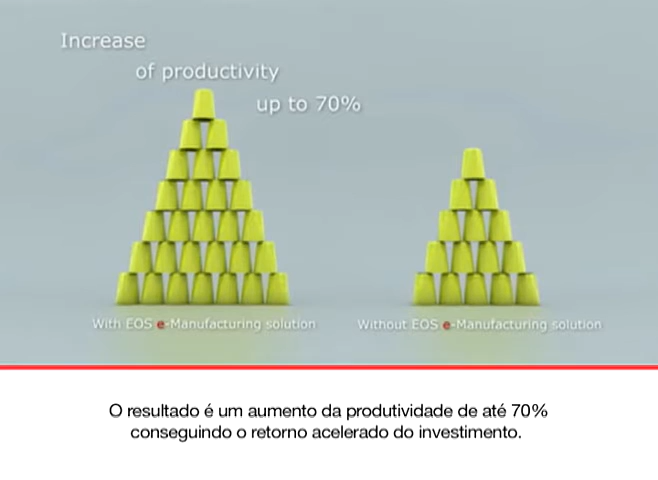 Increase
of productivity
up to 70%
With EOS e-Manufacturing solution
Without EOS e-Manufacturing solution
O resultado é um aumento da produtividade de até 70%
conseguindo o retorno acelerado do investimento.